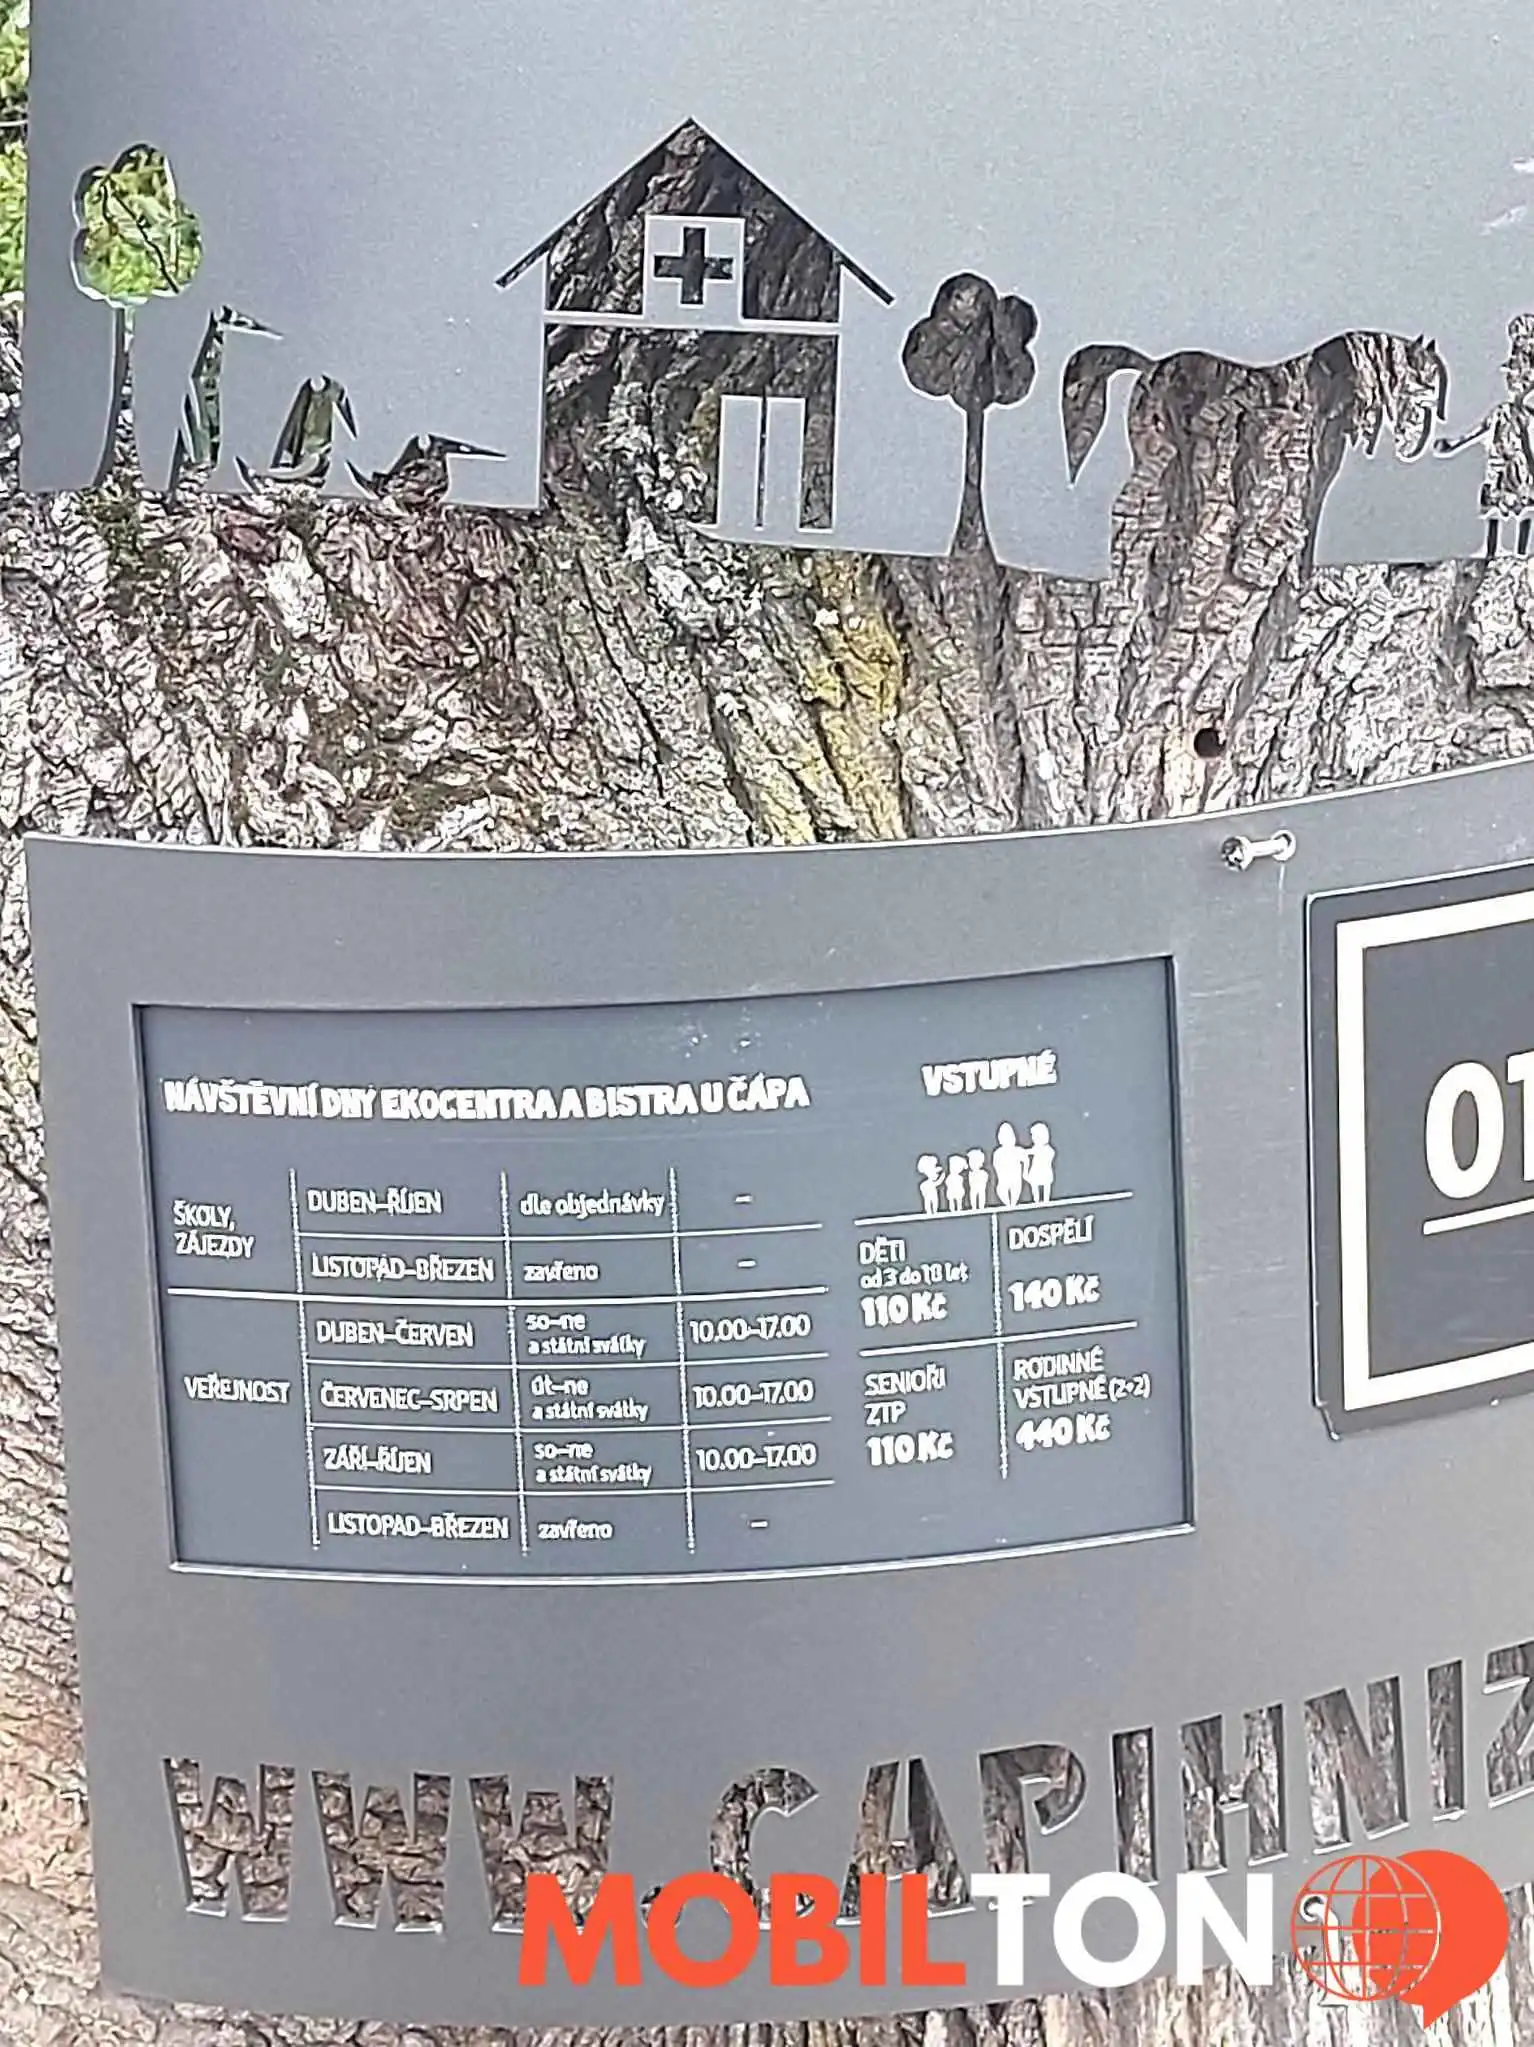 NÁVŠTĚVNÍ DNY EKOCENTRA A BISTRA U ČÁPA
ŠKOLY,
ZÁJEZDY
DUBEN–ŘÍJEN
dle objednávky
–
LISTOPAD–BŘEZEN
zavřeno
–
VEŘEJNOST
DUBEN–ČERVEN
so–ne
a státní svátky
10.00–17.00
ČERVENEC–SRPEN
út–ne
a státní svátky
10.00–17.00
ZÁŘÍ–ŘÍJEN
so–ne
a státní svátky
10.00–17.00
LISTOPAD–BŘEZEN
zavřeno
–
VSTUPNÉ
DĚTI
od 3 do 18 let
110 Kč
DOSPĚLÍ
140 Kč
SENIOŘI
ZTP
110 Kč
RODINNÉ
VSTUPNÉ (2+2)
440 Kč
WWW.CAPIHNIZ
MOBILTON